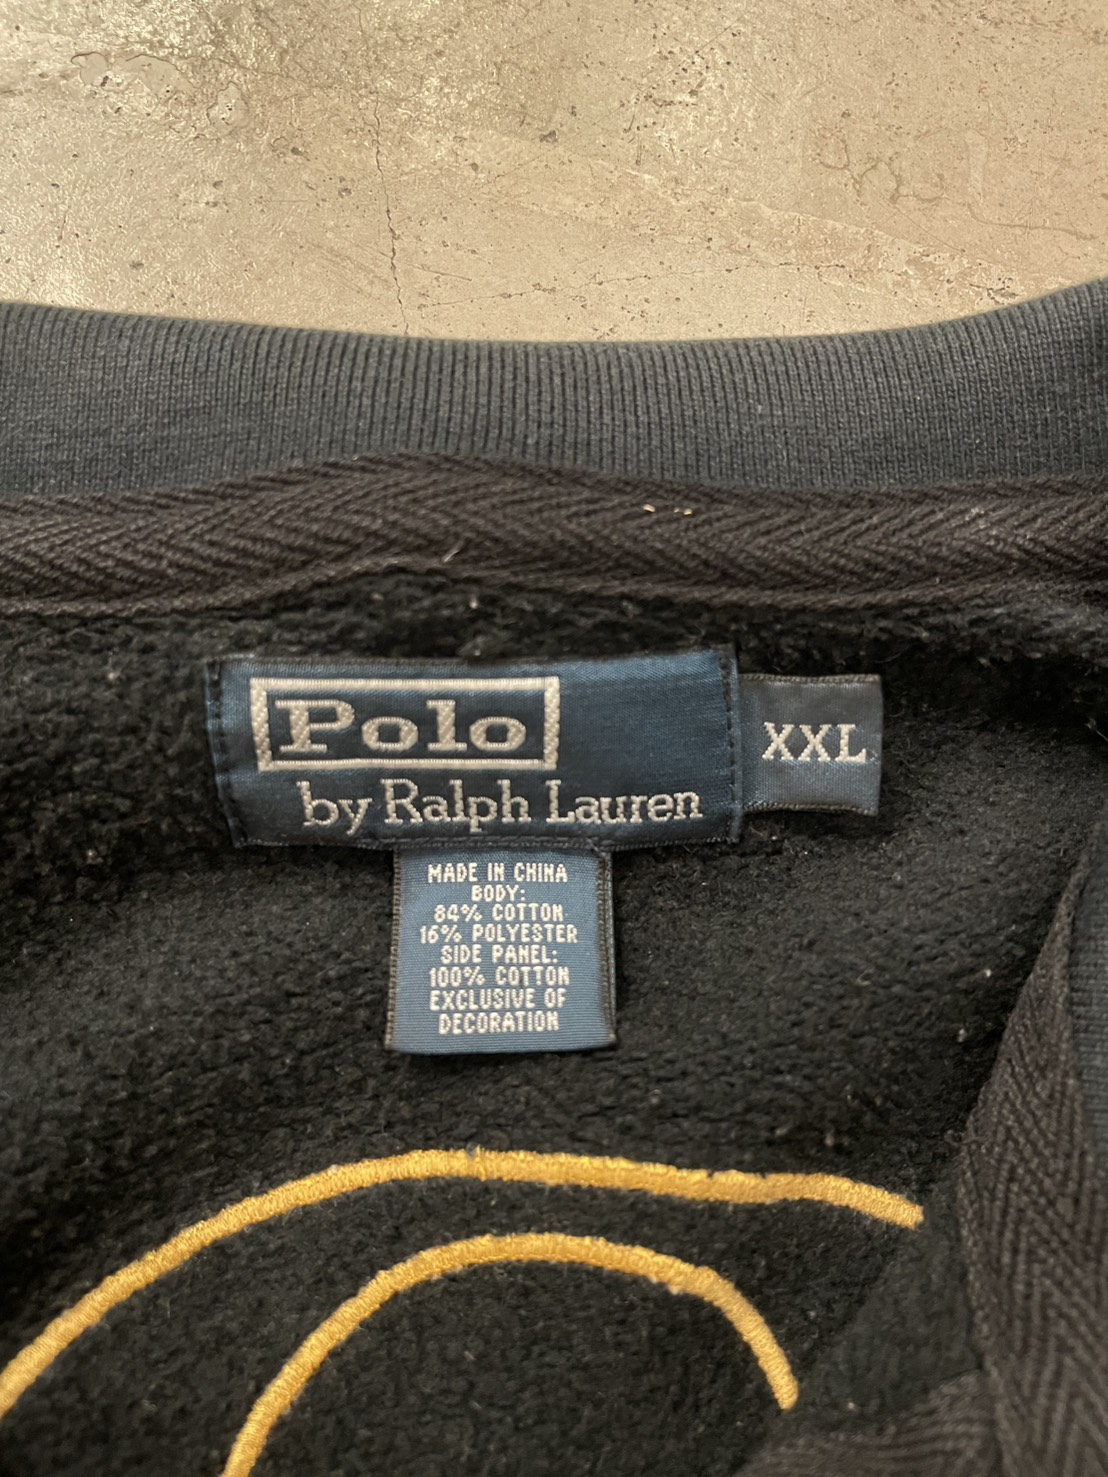 Polo
by Ralph Lauren
XXL
MADE IN CHINA
BODY:
84% COTTON
16% POLYESTER
SIDE PANEL:
100% COTTON
EXCLUSIVE OF
DECORATION